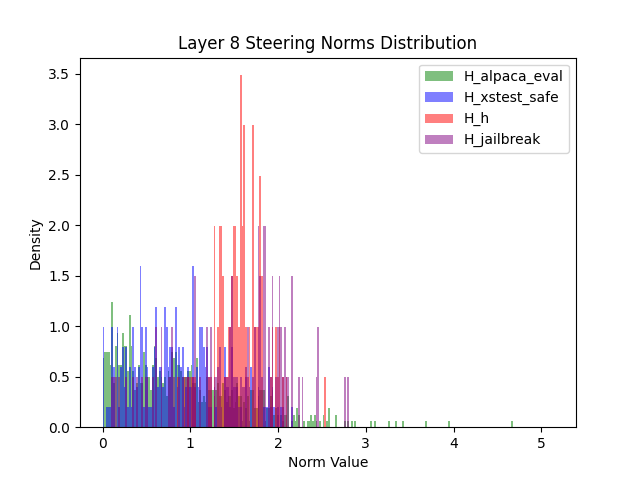 Layer 8 Steering Norms Distribution
H_alpaca_eval
H_xstest_safe
H_h
H_jailbreak
3.5
3.0
2.5
2.0
1.5
1.0
0.5
0.0
Density
0 1 2 3 4 5
Norm Value